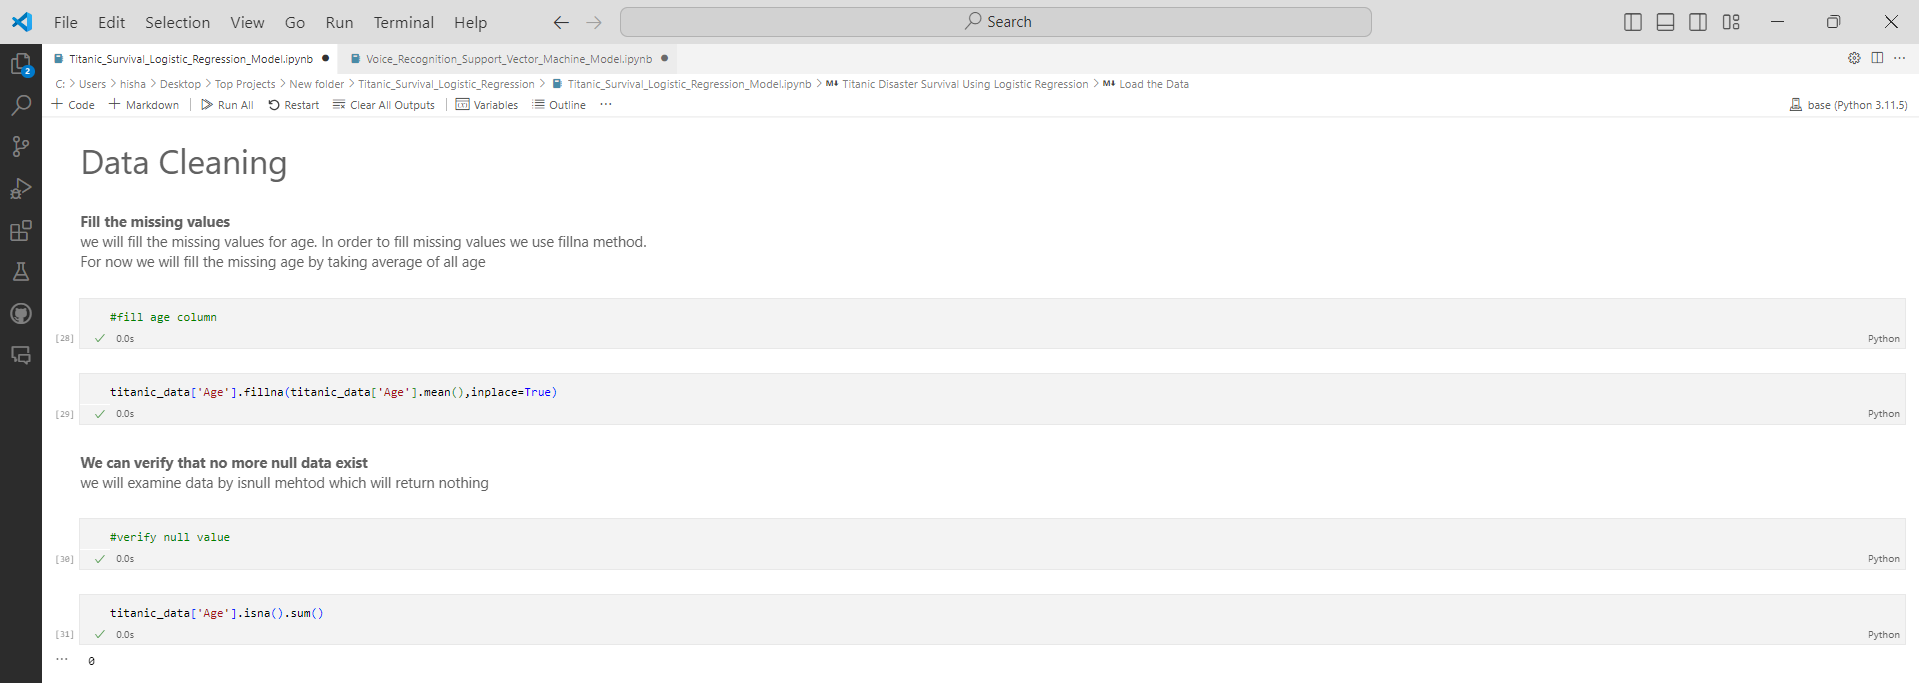 File Edit Selection View Go Run Terminal Help
Search
Titanic_Survival_Logistic_Regression_Model.ipynb
Voice_Recognition_Support_Vector_Machine_Model.ipynb
2
C: > Users > hisha > Desktop > Top Projects > New folder > Titanic_Survival_Logistic_Regression > Titanic_Survival_Logistic_Regression_Model.ipynb > M↓ Titanic Disaster Survival Using Logistic Regression > M↓ Load the Data
+ Code + Markdown | Run All Restart Clear All Outputs | Variables Outline ...
base (Python 3.11.5)
Data Cleaning
Fill the missing values
we will fill the missing values for age. In order to fill missing values we use fillna method.
For now we will fill the missing age by taking average of all age
#fill age column
[28] ✓ 0.0s
Python
titanic_data['Age'].fillna(titanic_data['Age'].mean(),inplace=True)
[29] ✓ 0.0s
Python
We can verify that no more null data exist
we will examine data by isnull mehtod which will return nothing
#verify null value
[30] ✓ 0.0s
Python
titanic_data['Age'].isna().sum()
[31] ✓ 0.0s
Python
... 0